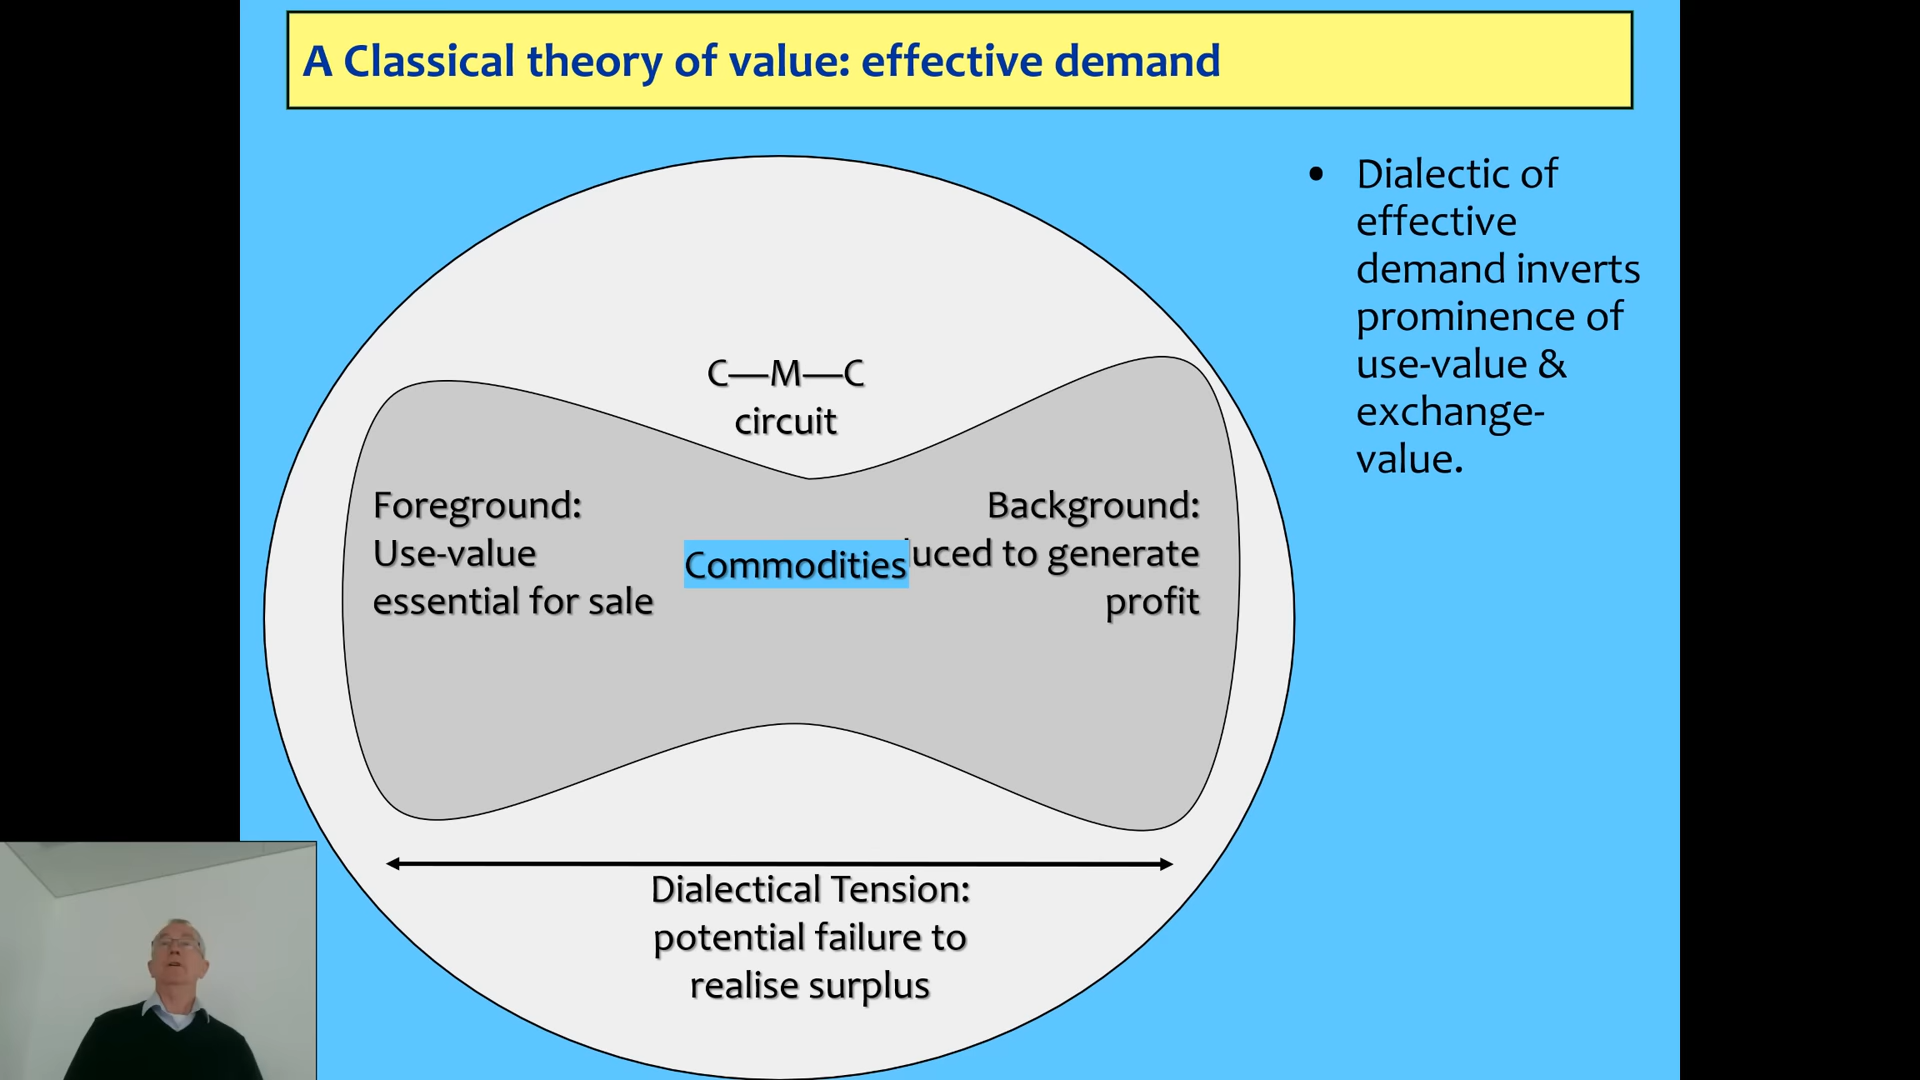 A Classical theory of value: effective demand
• Dialectic of
effective
demand inverts
prominence of
use-value &
exchange-
value.
C—M—C
circuit
Foreground:
Use-value
essential for sale
Commodities
Background:
uced to generate
profit
Dialectical Tension:
potential failure to
realise surplus